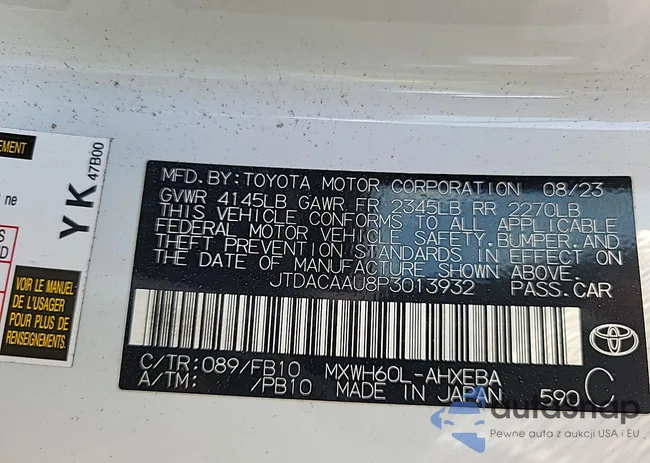 EMENT
YK 47B00
t ne
S
D
VOIR LE MANUEL
DE L'USAGER
POUR PLUS DE
RENSEIGNEMENTS.
MFD. BY: TOYOTA MOTOR CORPORATION 08/23
GVWR 4145LB GAWR FR 2345LB RR 2270LB
THIS VEHICLE CONFORMS TO ALL APPLICABLE
FEDERAL MOTOR VEHICLE SAFETY, BUMPER, AND
THEFT PREVENTION STANDARDS IN EFFECT ON
THE DATE OF MANUFACTURE SHOWN ABOVE.
JTDACAAU8P3013932 PASS. CAR
C/TR: 089/FB10 MXWH60L-AHXEBA
A/TM: /PB10 MADE IN JAPAN 590 C
autosnap
Pewne auta z aukcji USA i EU